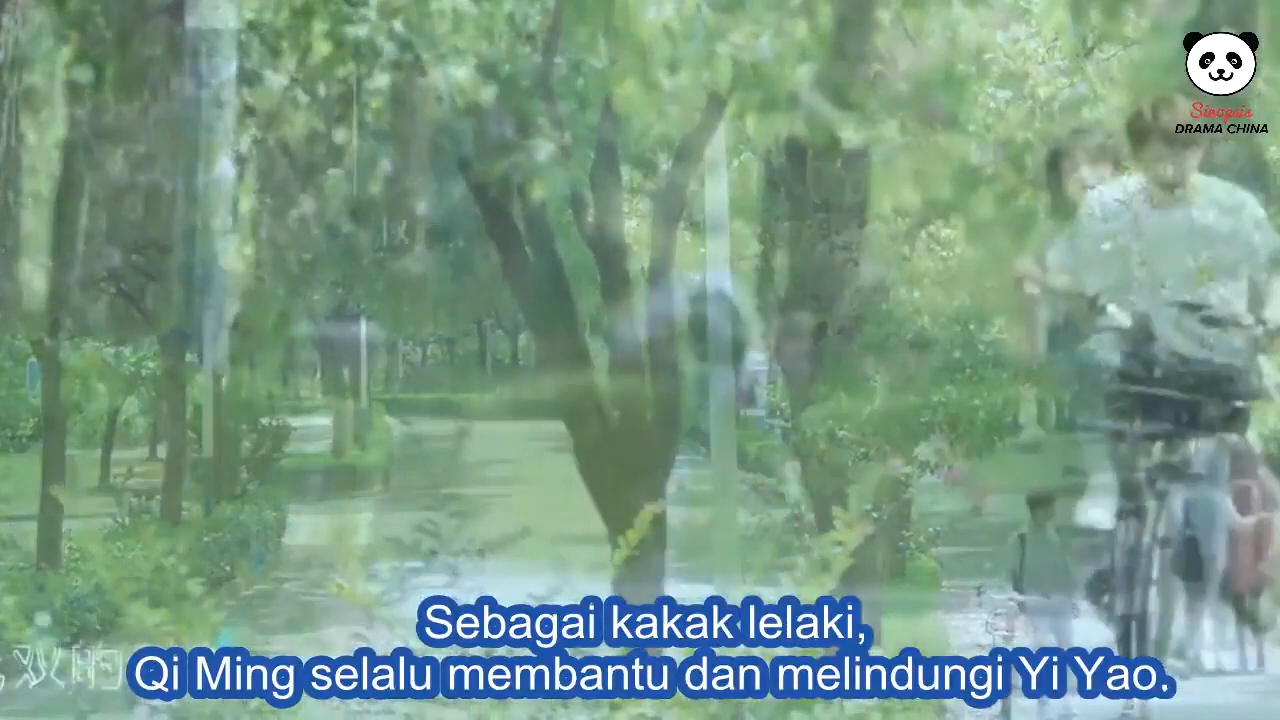 Sinopsis
DRAMA CHINA
Sebagai kakak lelaki,
Qi Ming selalu membantu dan melindungi Yi Yao.